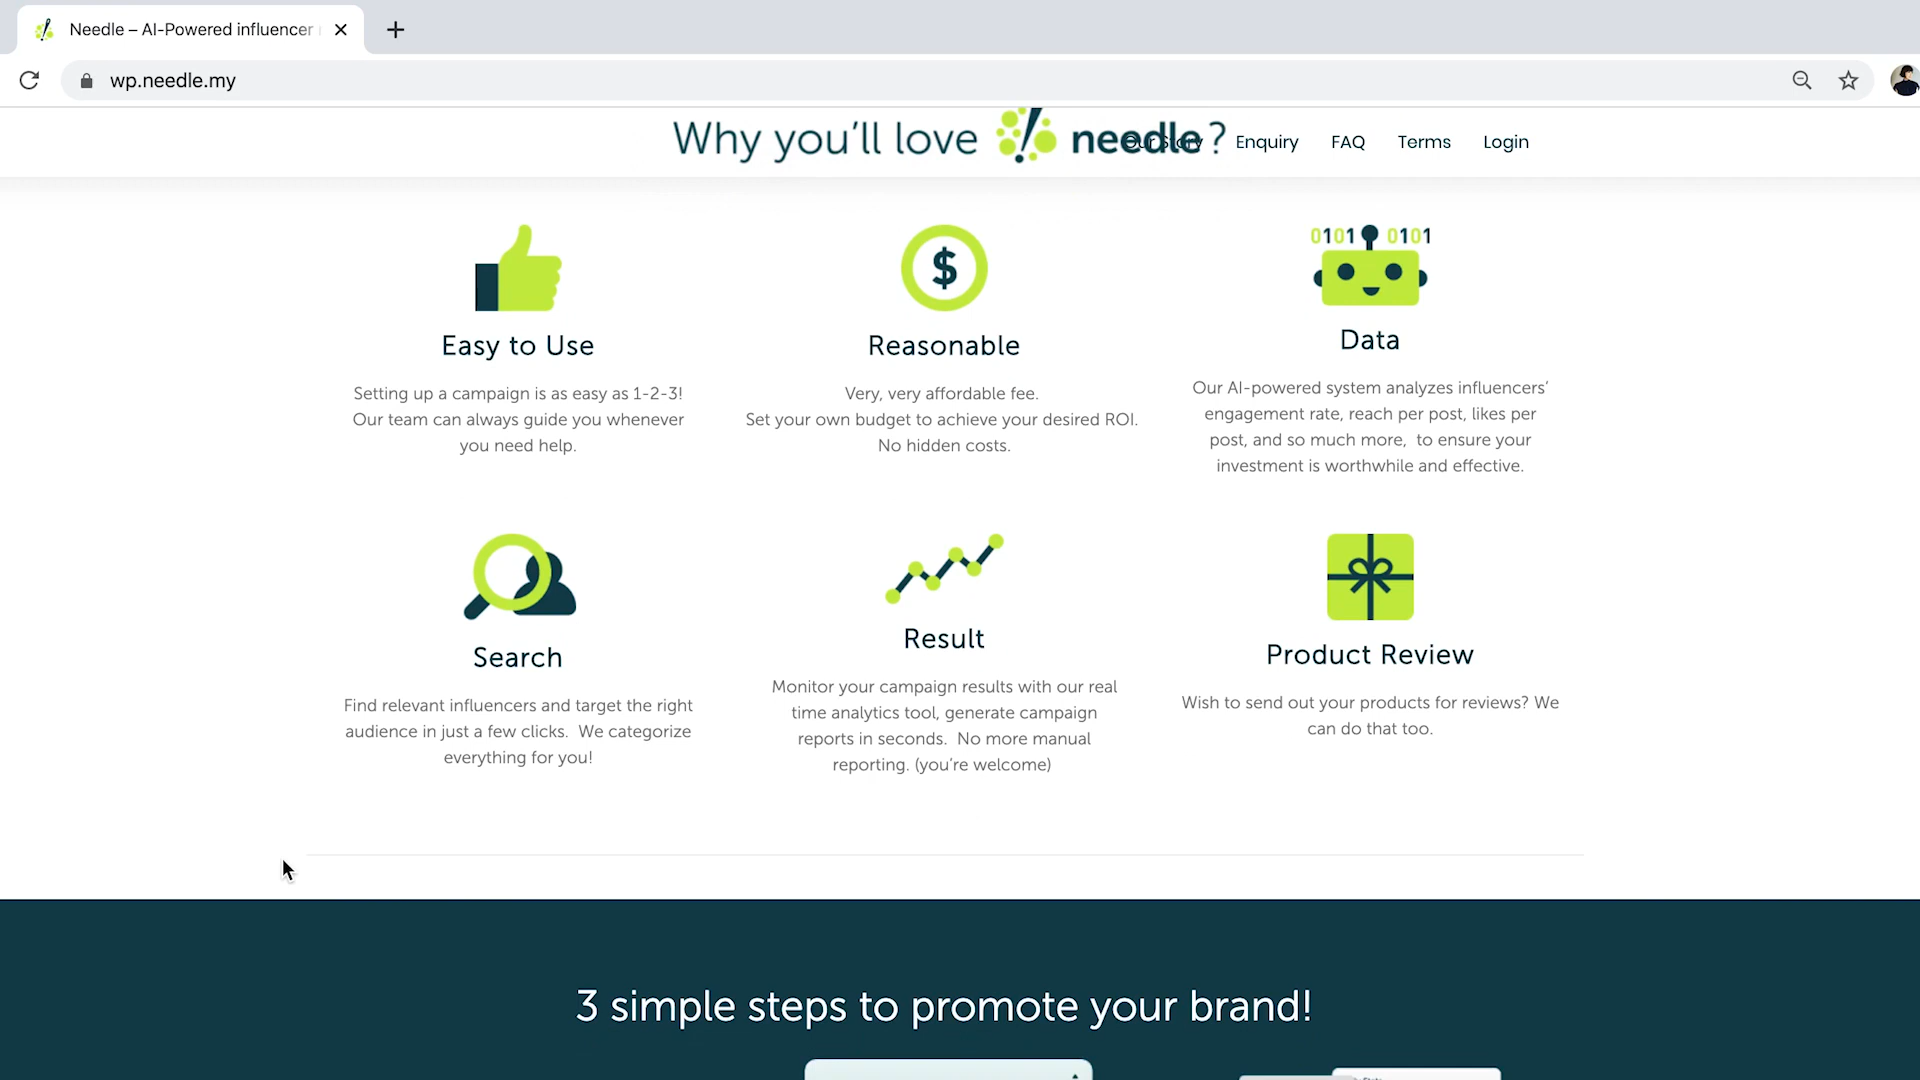 Needle – AI-Powered influencer
wp.needle.my
Why you'll love needle?
Our Story
Enquiry
FAQ
Terms
Login
0101 0101
$
Easy to Use
Setting up a campaign is as easy as 1-2-3!
Our team can always guide you whenever
you need help.
Reasonable
Very, very affordable fee.
Set your own budget to achieve your desired ROI.
No hidden costs.
Data
Our AI-powered system analyzes influencers'
engagement rate, reach per post, likes per
post, and so much more, to ensure your
investment is worthwhile and effective.
Search
Find relevant influencers and target the right
audience in just a few clicks. We categorize
everything for you!
Result
Monitor your campaign results with our real
time analytics tool, generate campaign
reports in seconds. No more manual
reporting. (you're welcome)
Product Review
Wish to send out your products for reviews? We
can do that too.
3 simple steps to promote your brand!